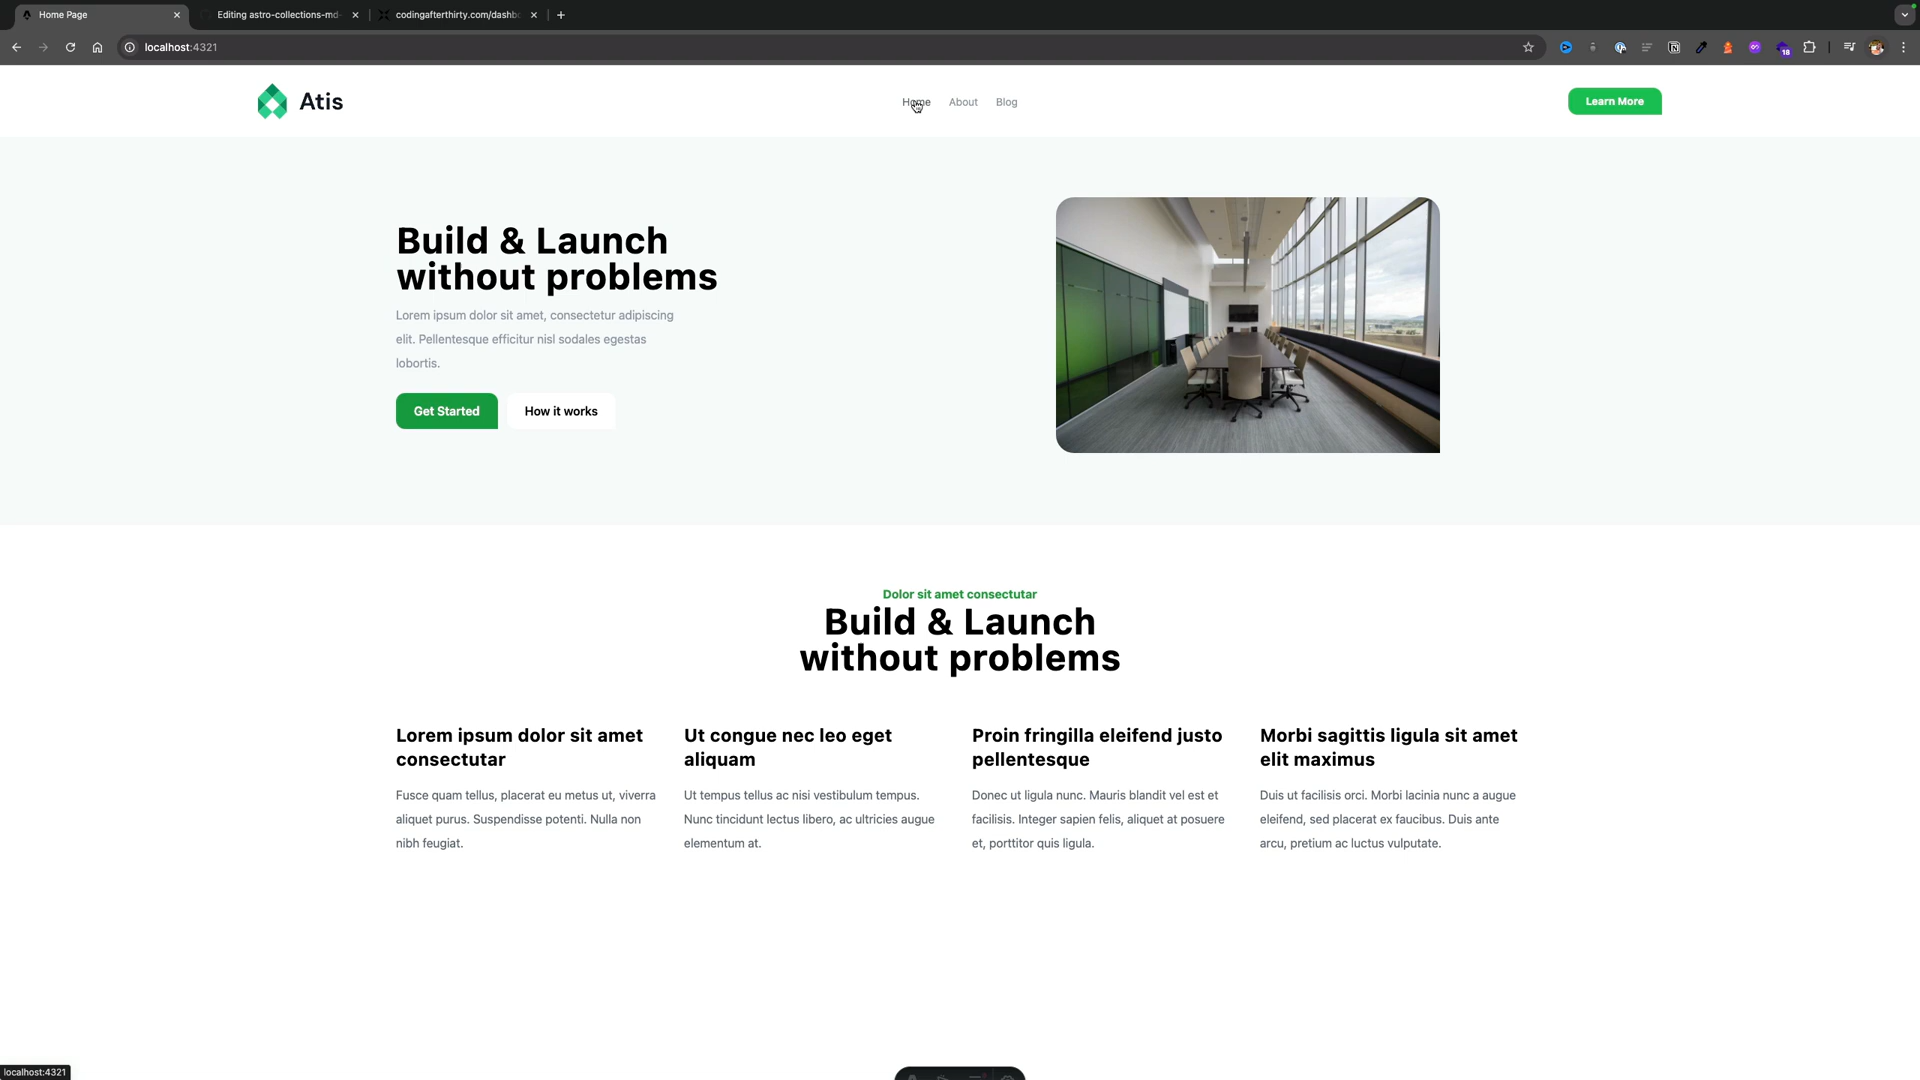 Home Page
Editing astro-collections-md-
codingafterthirty.com/dashbo
localhost:4321
18
Atis
Home
About
Blog
Learn More
Build & Launch
without problems
Lorem ipsum dolor sit amet, consectetur adipiscing
elit. Pellentesque efficitur nisl sodales egestas
lobortis.
Get Started
How it works
Dolor sit amet consectutar
Build & Launch
without problems
Lorem ipsum dolor sit amet
consectutar
Fusce quam tellus, placerat eu metus ut, viverra
aliquet purus. Suspendisse potenti. Nulla non
nibh feugiat.
Ut congue nec leo eget
aliquam
Ut tempus tellus ac nisi vestibulum tempus.
Nunc tincidunt lectus libero, ac ultricies augue
elementum at.
Proin fringilla eleifend justo
pellentesque
Donec ut ligula nunc. Mauris blandit vel est et
facilisis. Integer sapien felis, aliquet at posuere
et, porttitor quis ligula.
Morbi sagittis ligula sit amet
elit maximus
Duis ut facilisis orci. Morbi lacinia nunc a augue
eleifend, sed placerat ex faucibus. Duis ante
arcu, pretium ac luctus vulputate.
localhost:4321